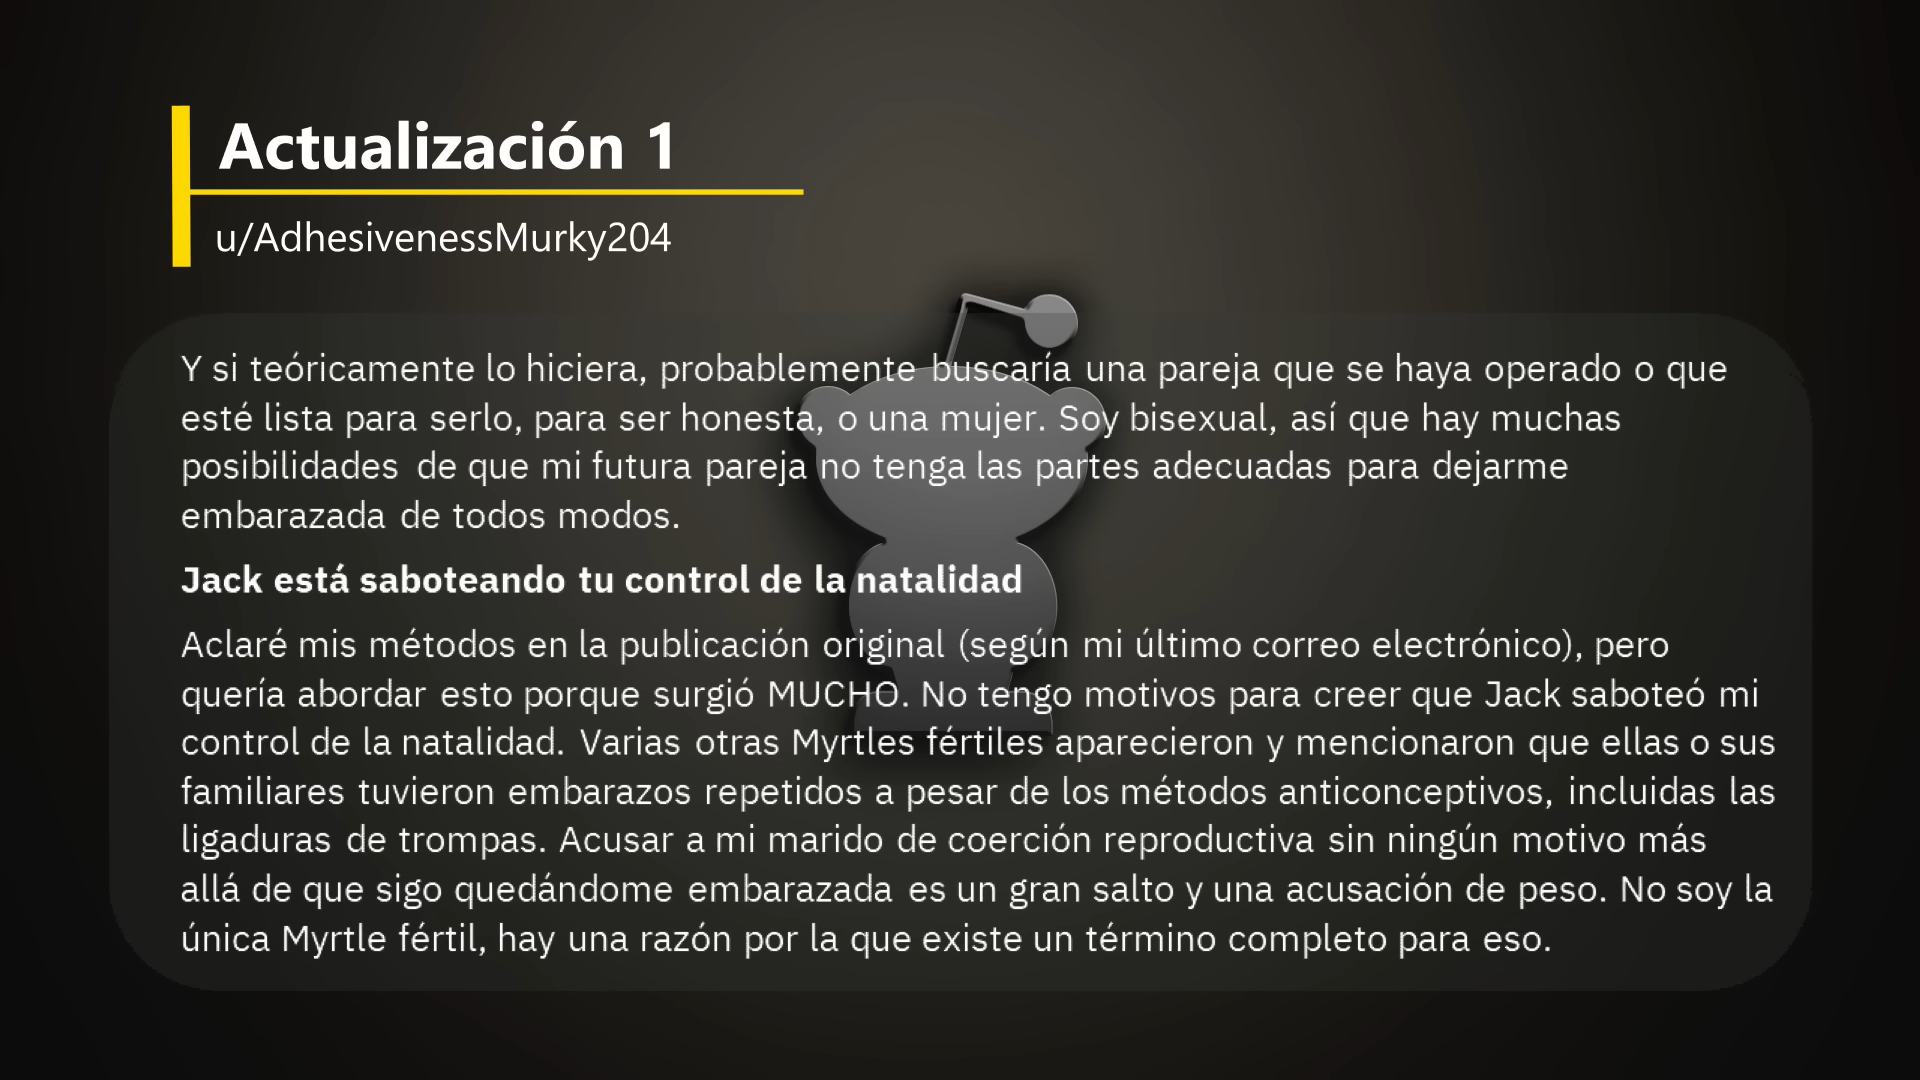 Actualización 1
u/AdhesivenessMurky204
Y si teóricamente lo hiciera, probablemente buscaría una pareja que se haya operado o que
esté lista para serlo, para ser honesta, o una mujer. Soy bisexual, así que hay muchas
posibilidades de que mi futura pareja no tenga las partes adecuadas para dejarme
embarazada de todos modos.
Jack está saboteando tu control de la natalidad
Aclaré mis métodos en la publicación original (según mi último correo electrónico), pero
quería abordar esto porque surgió MUCHO. No tengo motivos para creer que Jack saboteó mi
control de la natalidad. Varias otras Myrtles fértiles aparecieron y mencionaron que ellas o sus
familiares tuvieron embarazos repetidos a pesar de los métodos anticonceptivos, incluidas las
ligaduras de trompas. Acusar a mi marido de coerción reproductiva sin ningún motivo más
allá de que sigo quedándome embarazada es un gran salto y una acusación de peso. No soy la
única Myrtle fértil, hay una razón por la que existe un término completo para eso.